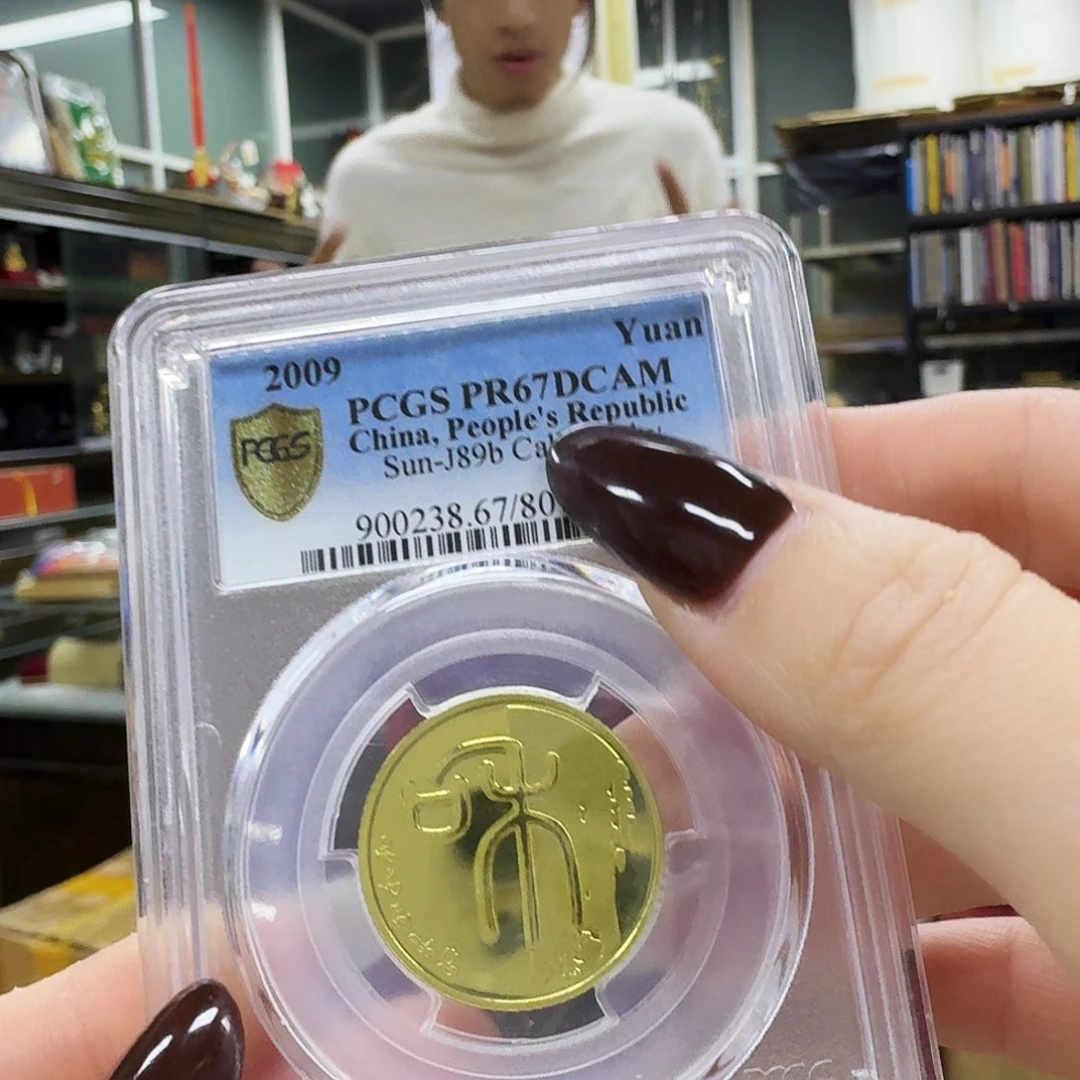 2009
Yuan
PCGS PR67DCAM
China, People's Republic
Sun-J89b
900238.67/80
PCGS